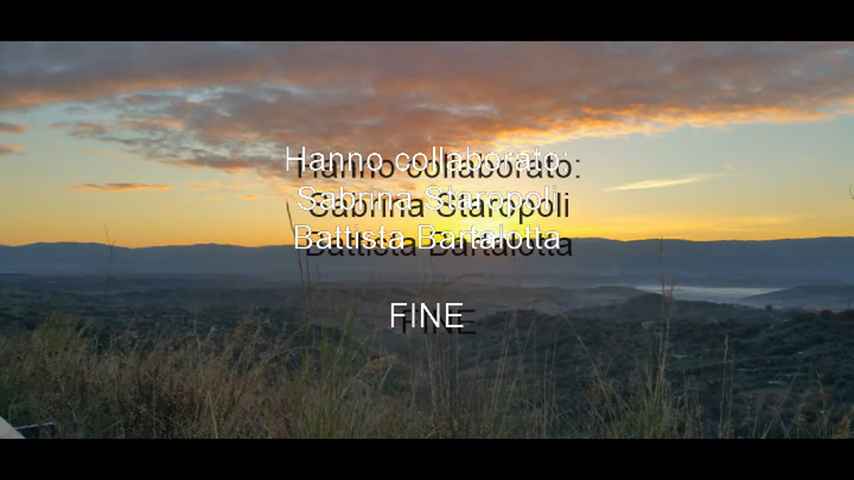 Hanno collaborato:
Sabrina Staropoli
Battista Bartalotta
FINE